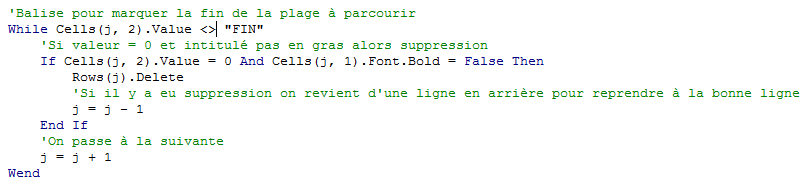 'Balise pour marquer la fin de la plage à parcourir
While Cells(j, 2).Value <> "FIN"
'Si valeur = 0 et intitulé pas en gras alors suppression
If Cells(j, 2).Value = 0 And Cells(j, 1).Font.Bold = False Then
Rows(j).Delete
'Si il y a eu suppression on revient d'une ligne en arrière pour reprendre à la bonne ligne
j = j - 1
End If
'On passe à la suivante
j = j + 1
Wend